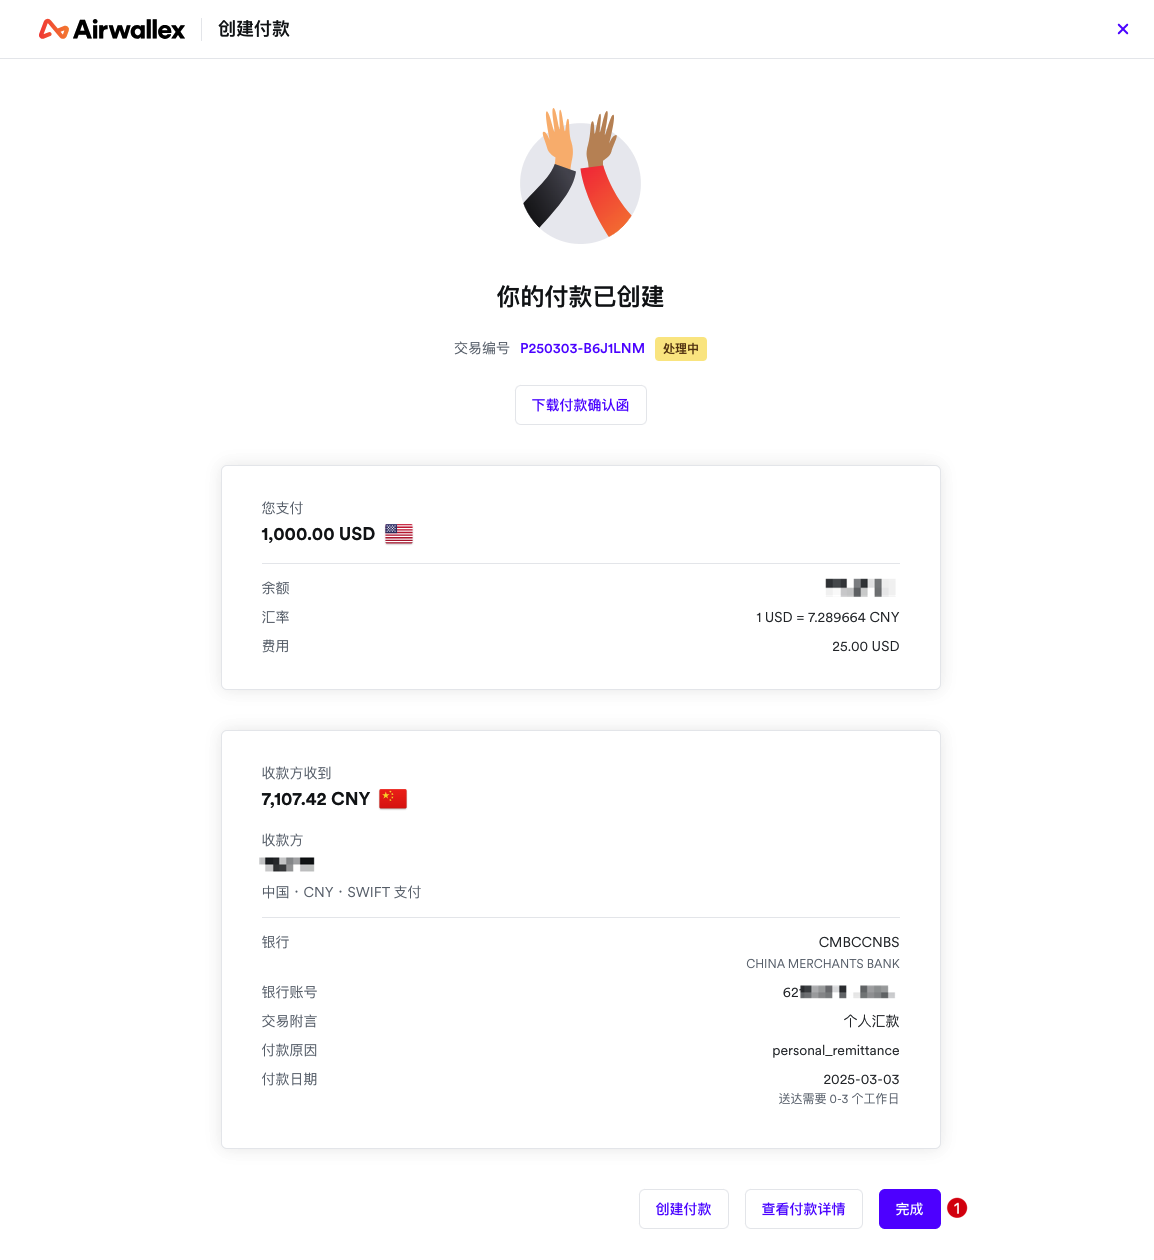 Airwallex 创建付款
你的付款已创建
交易编号 P250303-B6J1LNM 处理中
下载付款确认函
您支付
1,000.00 USD
余额
汇率 1 USD = 7.289664 CNY
费用 25.00 USD
收款方收到
7,107.42 CNY
收款方
中国 · CNY · SWIFT 支付
银行 CMBCCNBS
CHINA MERCHANTS BANK
银行账号 62
交易附言 个人汇款
付款原因 personal_remittance
付款日期 2025-03-03
送达需要 0-3 个工作日
创建付款 查看付款详情 完成 1